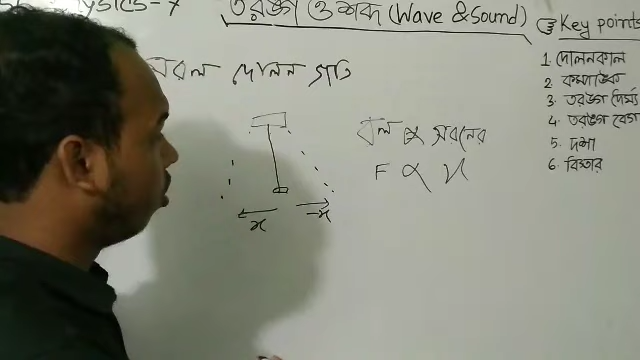 ysics-7
তরঙ্গ ও শব্দ (Wave & Sound)
Key points
1. দোলনকাল
2. কম্পাঙ্ক
3. তরঙ্গ দৈর্ঘ্য
4. তরঙ্গ বেগ
5. দশা
6. বিস্তার
সরল দোলন গতি
বল ∝ সরনের
F ∝ x
x
-x